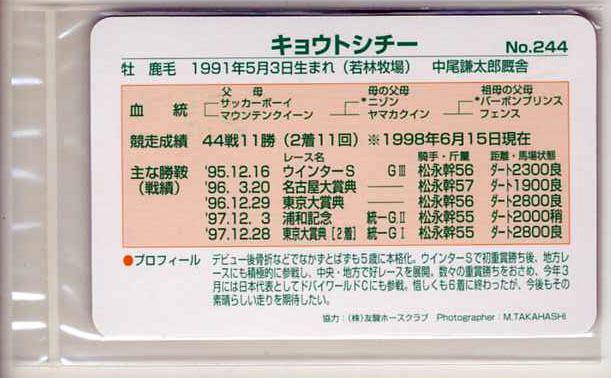 キョウトシチー No.244
牡 鹿毛 1991年5月3日生まれ(若林牧場) 中尾謙太郎厩舎
父 母 母の父母 祖母の父母
血統 サッカーボーイ *ニゾン *バーボンプリンス
マウンテンクイーン ヤマカクイン フェンス
競走成績 44戦11勝(2着11回)※1998年6月15日現在
主な勝鞍(戦績) レース名 騎手・斤量 距離・馬場状態
'95.12.16 ウインターS GⅢ 松永幹56 ダート2300良
'96. 3.20 名古屋大賞典 ―― 松永幹57 ダート1900良
'96.12.29 東京大賞典 ―― 松永幹56 ダート2800良
'97.12. 3 浦和記念 統一GⅡ 松永幹55 ダート2000稍
'97.12.28 東京大賞典[2着] 統一GⅠ 松永幹55 ダート2800良
●プロフィール デビュー後骨折などでなかずとばずも5歳に本格化。ウインターSで初重賞勝ち後、地方レ
ースにも積極的に参戦し、中央・地方で好レースを展開。数々の重賞勝ちをおさめ、今年3
月には日本代表としてドバイワールドCにも参戦。惜しくも6着に終わったが、今後もその
素晴らしい走りを期待したい。
協力:(株)友駿ホースクラブ Photographer:M.TAKAHASHI